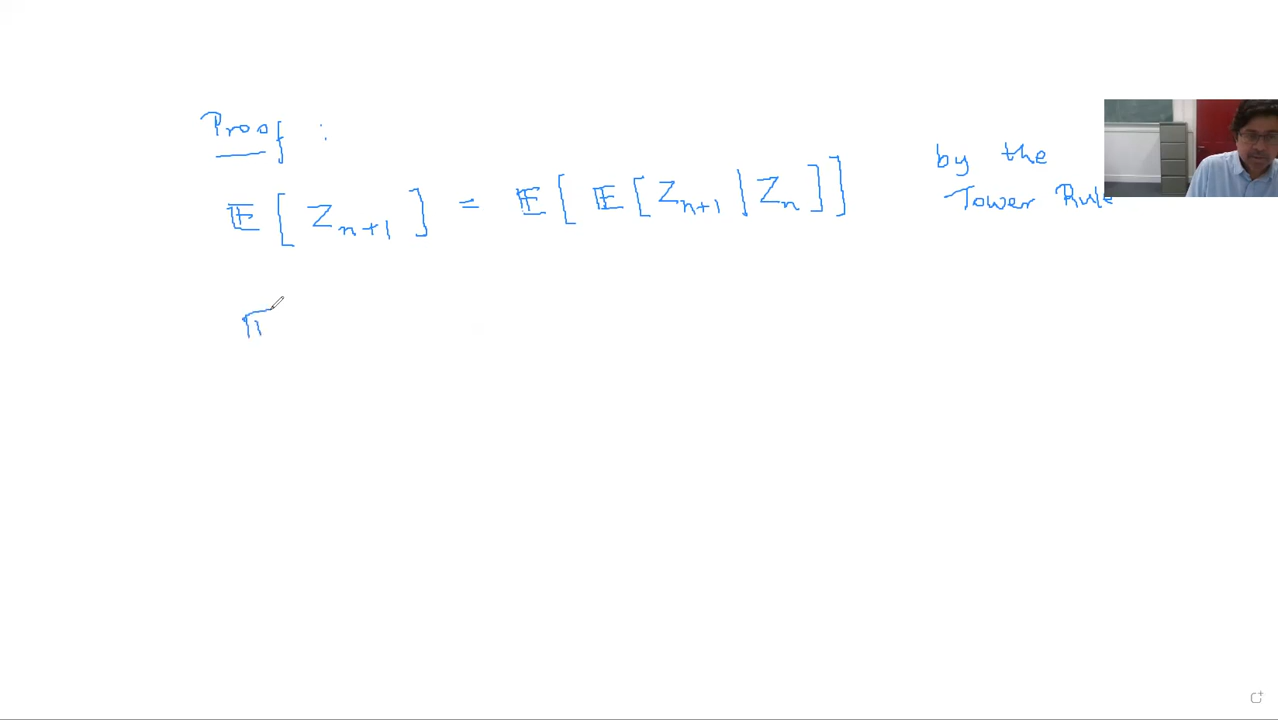 Proof :
𝔼[ Z_{n+1} ] = 𝔼[ 𝔼[ Z_{n+1} | Z_n ] ] by the Tower Rule